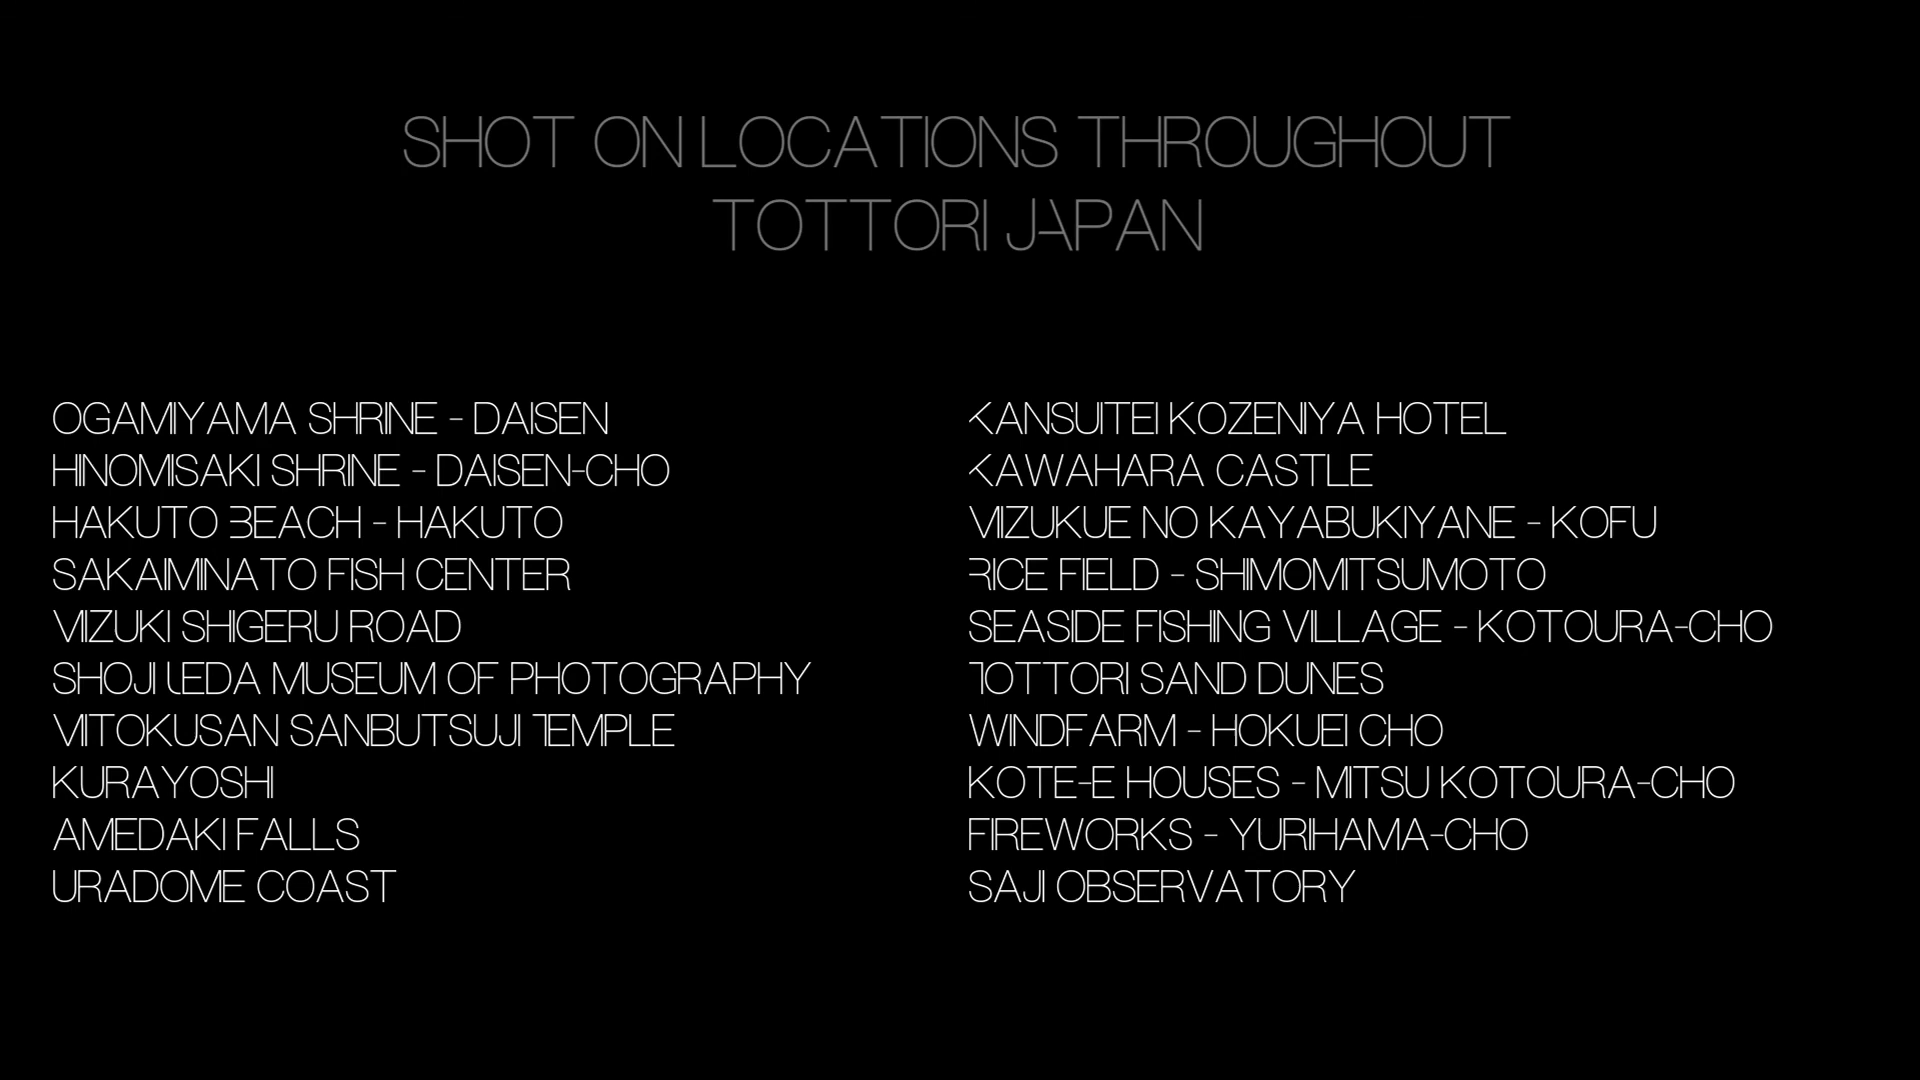 SHOT ON LOCATIONS THROUGHOUT
TOTTORI JAPAN
OGAMIYAMA SHRINE - DAISEN
HINOMISAKI SHRINE - DAISEN-CHO
HAKUTO BEACH - HAKUTO
SAKAIMINATO FISH CENTER
MIZUKI SHIGERU ROAD
SHOJI UEDA MUSEUM OF PHOTOGRAPHY
MITOKUSAN SANBUTSUJI TEMPLE
KURAYOSHI
AMEDAKI FALLS
URADOME COAST
KANSUITEI KOZENIYA HOTEL
KAWAHARA CASTLE
MIZUKUE NO KAYABUKIYANE - KOFU
RICE FIELD - SHIMOMITSUMOTO
SEASIDE FISHING VILLAGE - KOTOURA-CHO
TOTTORI SAND DUNES
WINDFARM - HOKUEI CHO
KOTE-E HOUSES - MITSU KOTOURA-CHO
FIREWORKS - YURIHAMA-CHO
SAJI OBSERVATORY